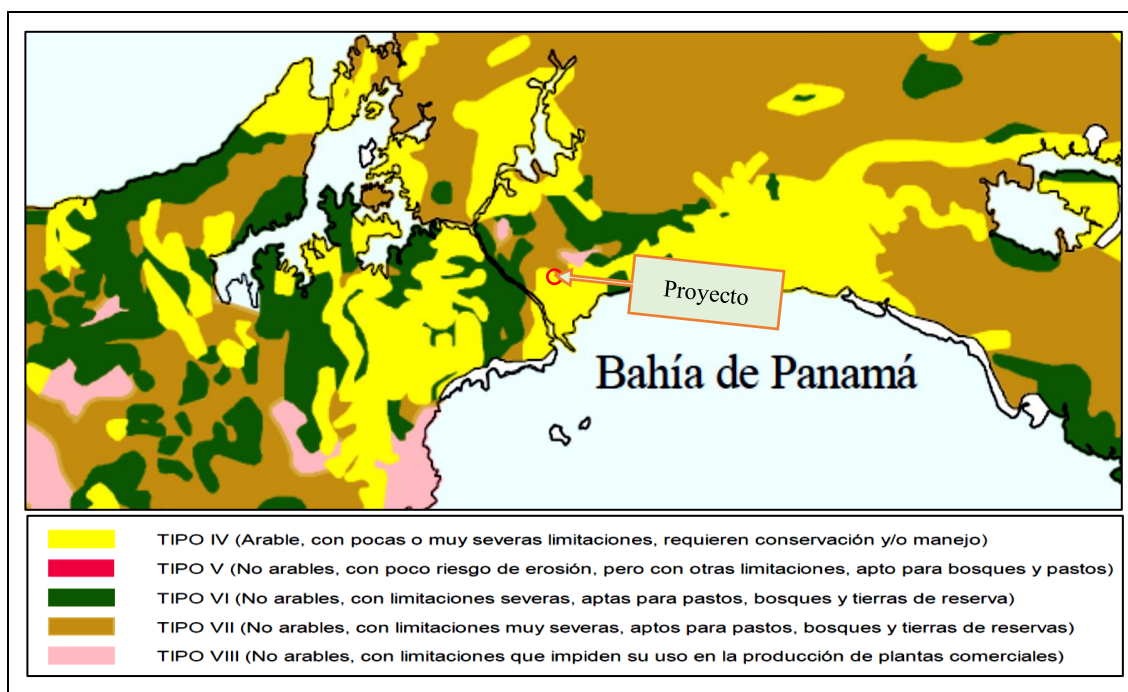 Proyecto
Bahía de Panamá
TIPO IV (Arable, con pocas o muy severas limitaciones, requieren conservación y/o manejo)
TIPO V (No arables, con poco riesgo de erosión, pero con otras limitaciones, apto para bosques y pastos)
TIPO VI (No arables, con limitaciones severas, aptas para pastos, bosques y tierras de reserva)
TIPO VII (No arables, con limitaciones muy severas, aptos para pastos, bosques y tierras de reservas)
TIPO VIII (No arables, con limitaciones que impiden su uso en la producción de plantas comerciales)